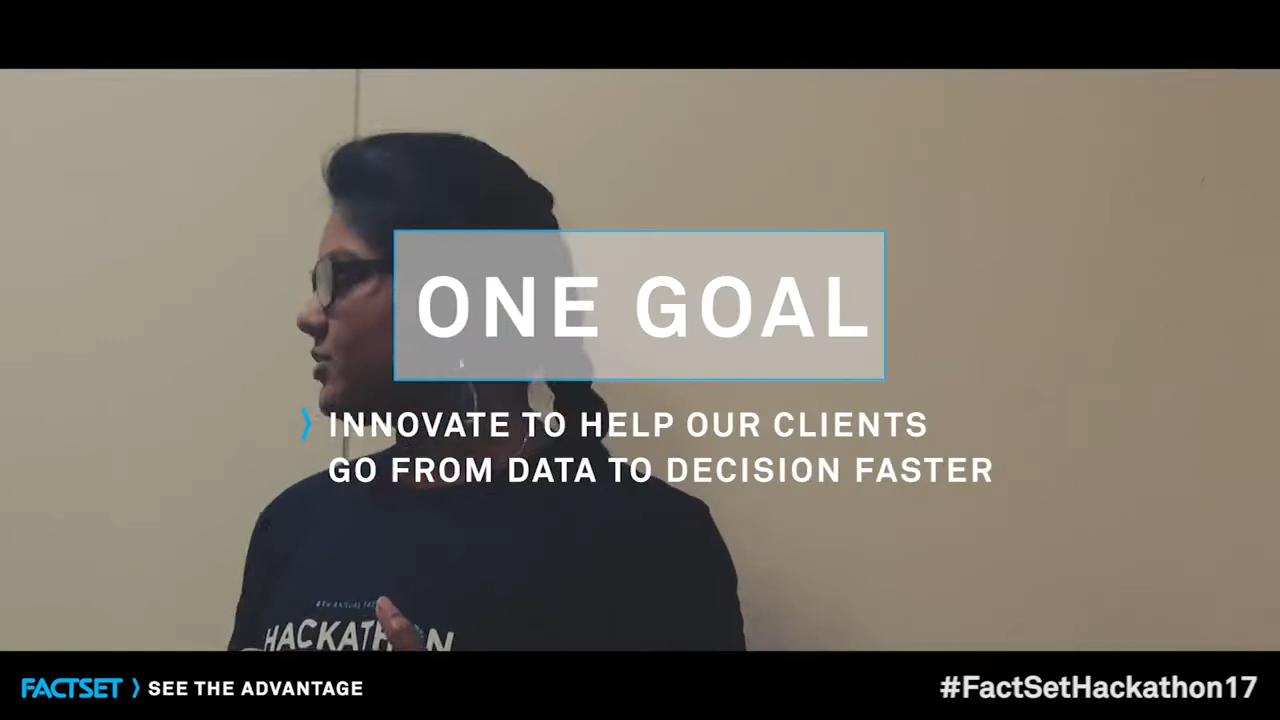 ONE GOAL
⟩ INNOVATE TO HELP OUR CLIENTS
GO FROM DATA TO DECISION FASTER
HACKATHON
FACTSET ⟩ SEE THE ADVANTAGE
#FactSetHackathon17